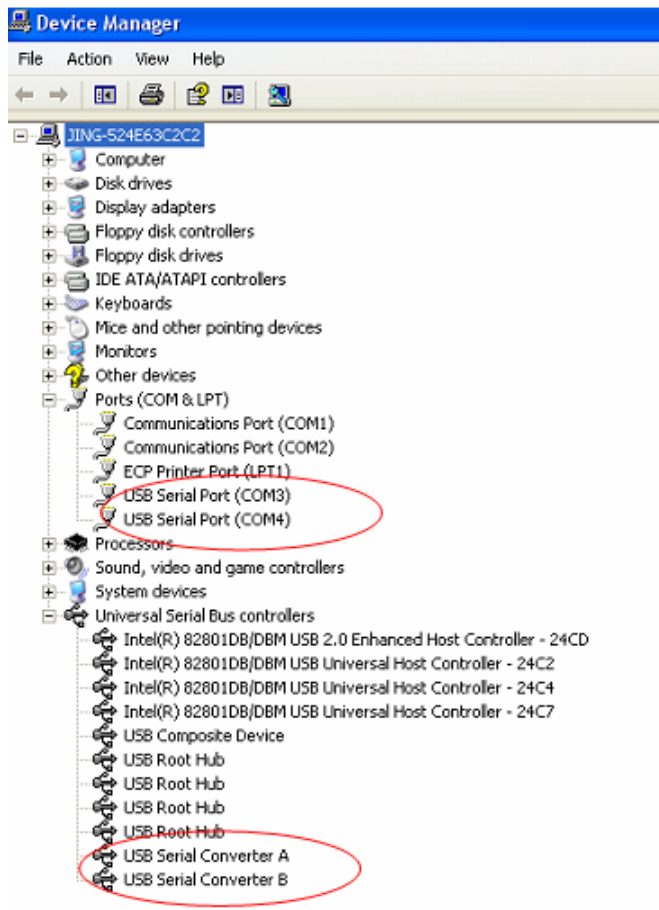 Device Manager
File Action View Help
JING-524E63C2C2
Computer
Disk drives
Display adapters
Floppy disk controllers
Floppy disk drives
IDE ATA/ATAPI controllers
Keyboards
Mice and other pointing devices
Monitors
Other devices
Ports (COM & LPT)
Communications Port (COM1)
Communications Port (COM2)
ECP Printer Port (LPT1)
USB Serial Port (COM3)
USB Serial Port (COM4)
Processors
Sound, video and game controllers
System devices
Universal Serial Bus controllers
Intel(R) 82801DB/DBM USB 2.0 Enhanced Host Controller - 24CD
Intel(R) 82801DB/DBM USB Universal Host Controller - 24C2
Intel(R) 82801DB/DBM USB Universal Host Controller - 24C4
Intel(R) 82801DB/DBM USB Universal Host Controller - 24C7
USB Composite Device
USB Root Hub
USB Root Hub
USB Root Hub
USB Root Hub
USB Serial Converter A
USB Serial Converter B